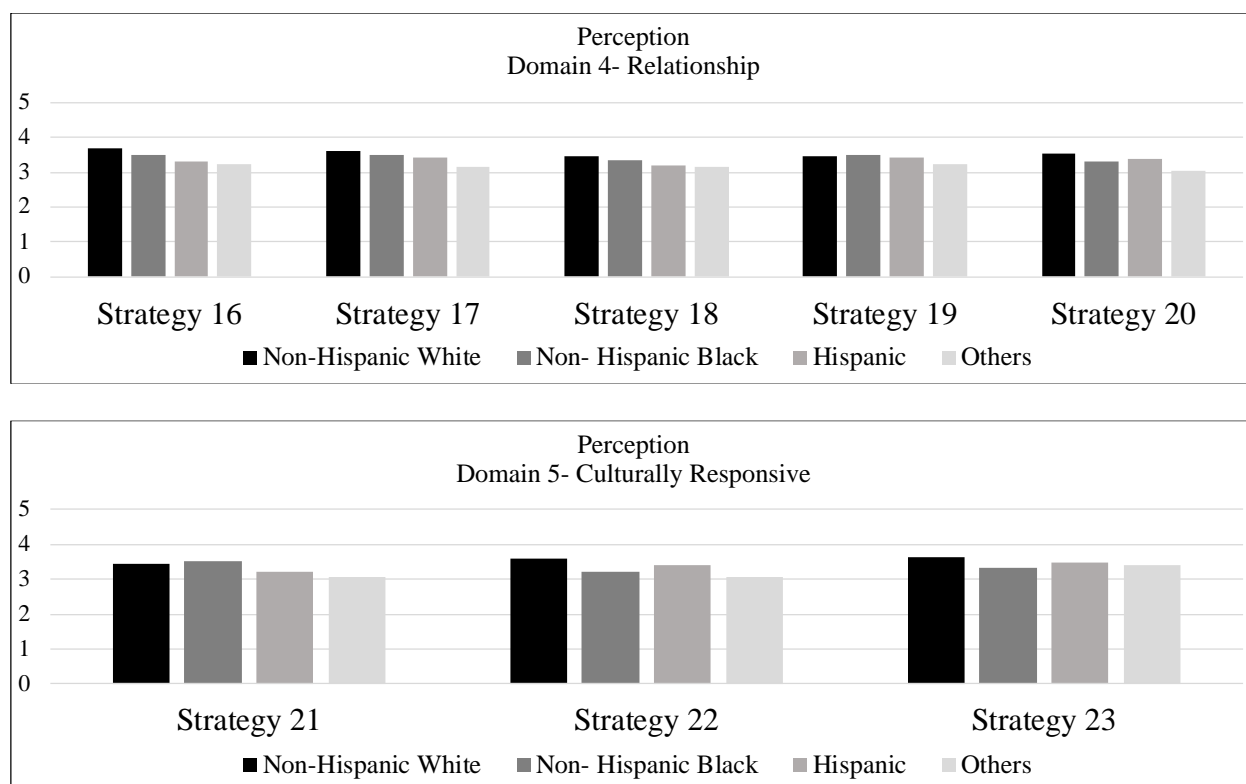 Perception
Domain 4- Relationship
5
4
3
2
1
0
Strategy 16 Strategy 17 Strategy 18 Strategy 19 Strategy 20
Non-Hispanic White Non- Hispanic Black Hispanic Others
Perception
Domain 5- Culturally Responsive
5
4
3
2
1
0
Strategy 21 Strategy 22 Strategy 23
Non-Hispanic White Non- Hispanic Black Hispanic Others